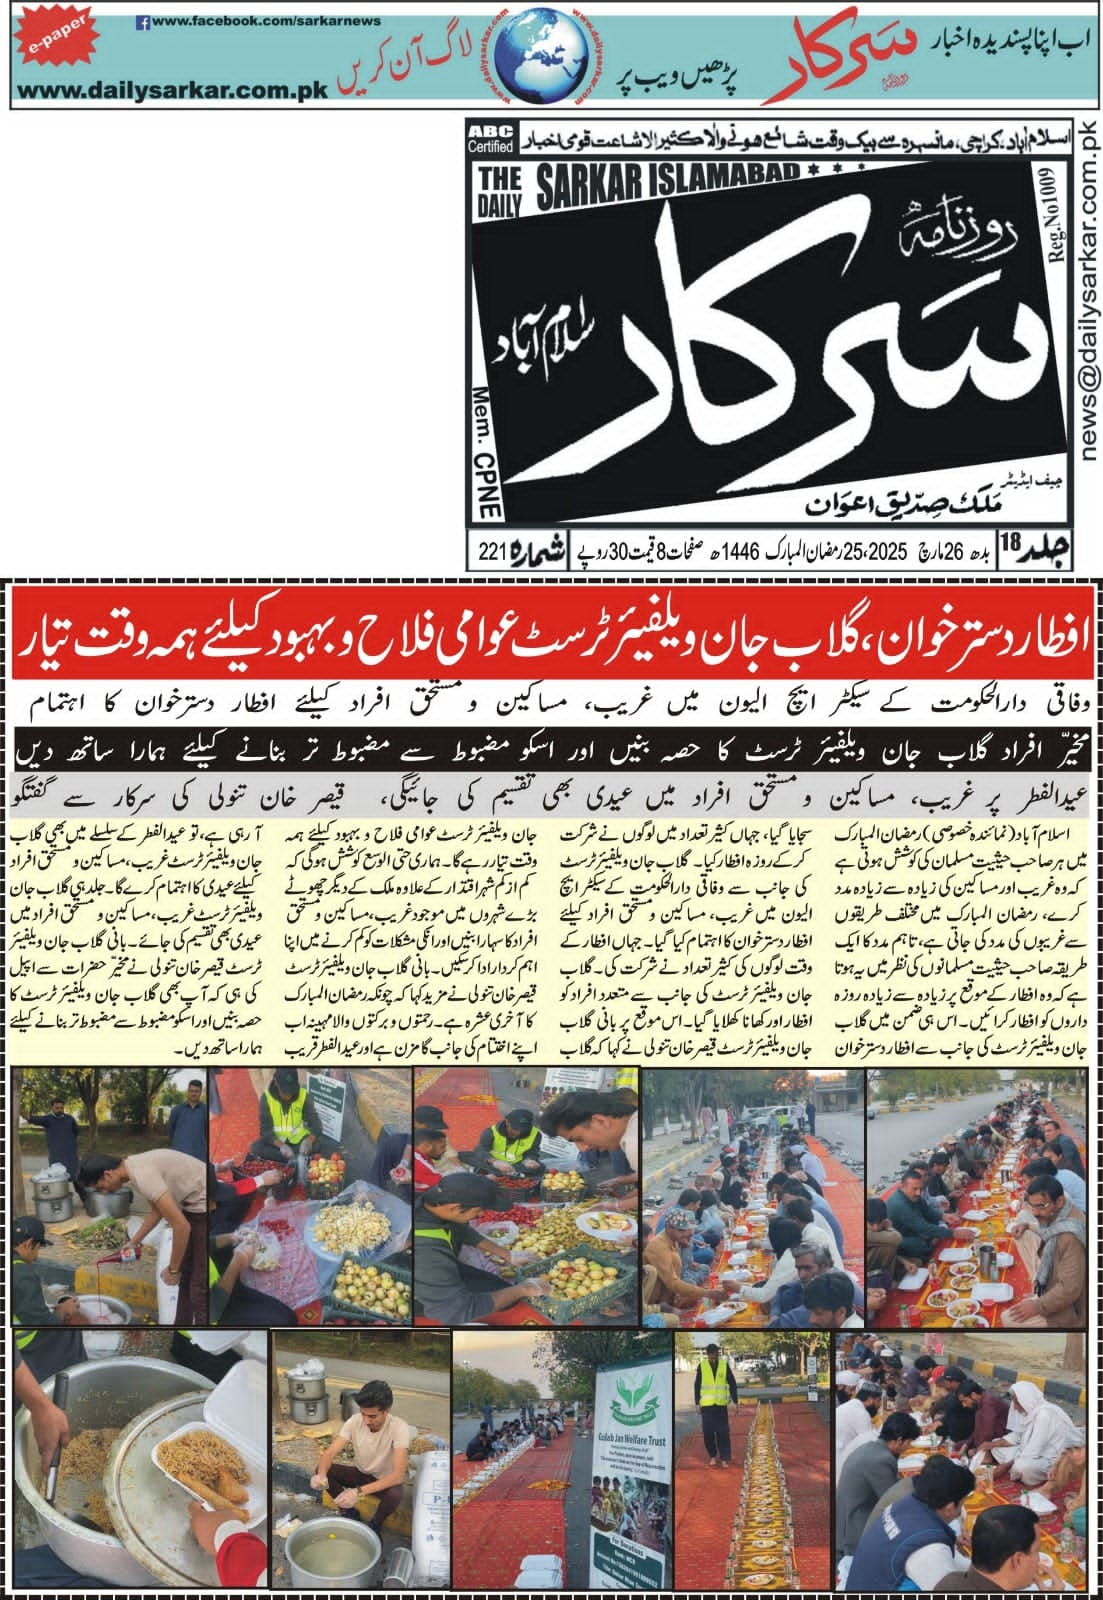 e-paper
www.facebook.com/sarkarnews
www.dailysarkar.com.pk
اب اپنا پسندیدہ اخبار
روزنامہ سرکار
پڑھیں ویب پر
www.dailysarkar.com
لاگ آن کریں
ABC Certified
اسلام آباد، کراچی، مانسہرہ سے بیک وقت شائع ہونے والا کثیر الاشاعت قومی اخبار
THE DAILY SARKAR ISLAMABAD
Reg.No1009
روزنامہ
سرکار
اسلام آباد
Mem. CPNE
چیف ایڈیٹر
ملک صدیق اعوان
news@dailysarkar.com.pk
جلد 18 بدھ 26 مارچ 2025، 25 رمضان المبارک 1446ھ صفحات 8 قیمت 30 روپے شمارہ 221
افطار دسترخوان، گلاب جان ویلفیئر ٹرسٹ عوامی فلاح و بہبود کیلئے ہمہ وقت تیار
وفاقی دارالحکومت کے سیکٹر ایچ الیون میں غریب، مساکین و مستحق افراد کیلئے افطار دسترخوان کا اہتمام
مخیرّ افراد گلاب جان ویلفیئر ٹرسٹ کا حصہ بنیں اور اسکو مضبوط سے مضبوط تر بنانے کیلئے ہمارا ساتھ دیں
عیدالفطر پر غریب، مساکین و مستحق افراد میں عیدی بھی تقسیم کی جائیگی، قیصر خان تنولی کی سرکار سے گفتگو
اسلام آباد (نمائندہ خصوصی) رمضان المبارک
میں ہر صاحب حیثیت مسلمان کی کوشش ہوتی ہے
کہ وہ غریب اور مساکین کی زیادہ سے زیادہ مدد
کرے، رمضان المبارک میں مختلف طریقوں
سے غریبوں کی مدد کی جاتی ہے، تاہم مدد کا ایک
طریقہ صاحب حیثیت مسلمانوں کی نظر میں یہ ہوتا
ہے کہ وہ افطار کے موقع پر زیادہ سے زیادہ روزہ
داروں کو افطار کرائیں۔ اس ہی ضمن میں گلاب
جان ویلفیئر ٹرسٹ کی جانب سے افطار دسترخوان
سجایا گیا، جہاں کثیر تعداد میں لوگوں نے شرکت
کر کے روزہ افطار کیا۔ گلاب جان ویلفیئر ٹرسٹ
کی جانب سے وفاقی دارالحکومت کے سیکٹر ایچ
الیون میں غریب، مساکین و مستحق افراد کیلئے
افطار دسترخوان کا اہتمام کیا گیا۔ جہاں افطار کے
وقت لوگوں کی کثیر تعداد نے شرکت کی۔ گلاب
جان ویلفیئر ٹرسٹ کی جانب سے متعدد افراد کو
افطار اور کھانا کھلایا گیا۔ اس موقع پر بانی گلاب
جان ویلفیئر ٹرسٹ قیصر خان تنولی نے کہا کہ گلاب
جان ویلفیئر ٹرسٹ عوامی فلاح و بہبود کیلئے ہمہ
وقت تیار رہے گا۔ ہماری حتی الوسع کوشش ہو گی کہ
کم از کم شہر اقتدار کے علاوہ ملک کے دیگر چھوٹے
بڑے شہروں میں موجود غریب، مساکین و مستحق
افراد کا سہارا بنیں اور انکی مشکلات کو کم کرنے میں اپنا
اہم کردار ادا کر سکیں۔ بانی گلاب جان ویلفیئر ٹرسٹ
قیصر خان تنولی نے مزید کہا کہ چونکہ رمضان المبارک
کا آخری عشرہ ہے۔ رحمتوں و برکتوں والا مہینہ اب
اپنے اختتام کی جانب گامزن ہے اور عیدالفطر قریب
آ رہی ہے، تو عیدالفطر کے سلسلے میں بھی گلاب
جان ویلفیئر ٹرسٹ غریب، مساکین و مستحق افراد
کیلئے عیدی کا اہتمام کرے گا۔ جلد ہی گلاب جان
ویلفیئر ٹرسٹ غریب، مساکین و مستحق افراد میں
عیدی بھی تقسیم کی جائے۔ بانی گلاب جان ویلفیئر
ٹرسٹ قیصر خان تنولی نے مخیرّ حضرات سے اپیل
کی ہی کہ آپ بھی گلاب جان ویلفیئر ٹرسٹ کا
حصہ بنیں اور اسکو مضبوط سے مضبوط تر بنانے کیلئے
ہمارا ساتھ دیں۔
Gulab Jan Welfare Trust
For Donations